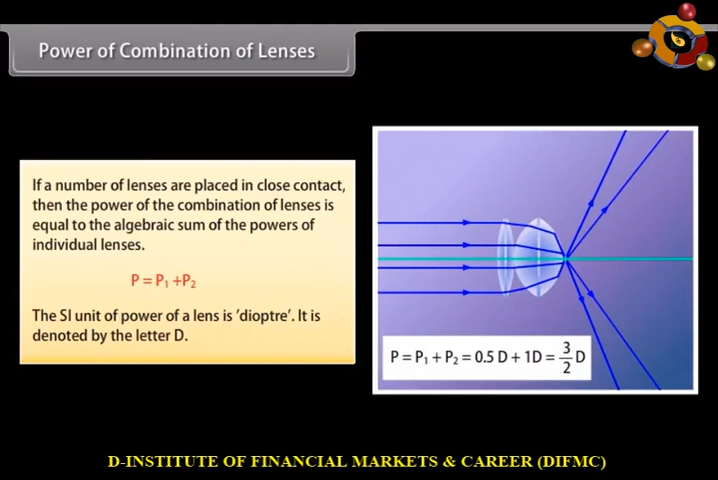 Power of Combination of Lenses
If a number of lenses are placed in close contact,
then the power of the combination of lenses is
equal to the algebraic sum of the powers of
individual lenses.
P = P₁ +P₂
The SI unit of power of a lens is 'dioptre'. It is
denoted by the letter D.
P = P₁ + P₂ = 0.5 D + 1D = 3/2 D
D-INSTITUTE OF FINANCIAL MARKETS & CAREER (DIFMC)